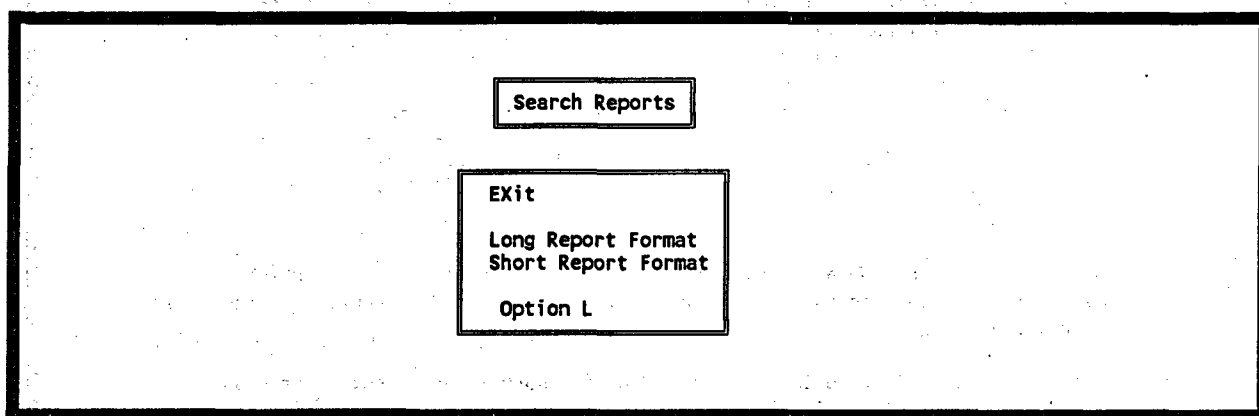 Search Reports
EXit
Long Report Format
Short Report Format
Option L